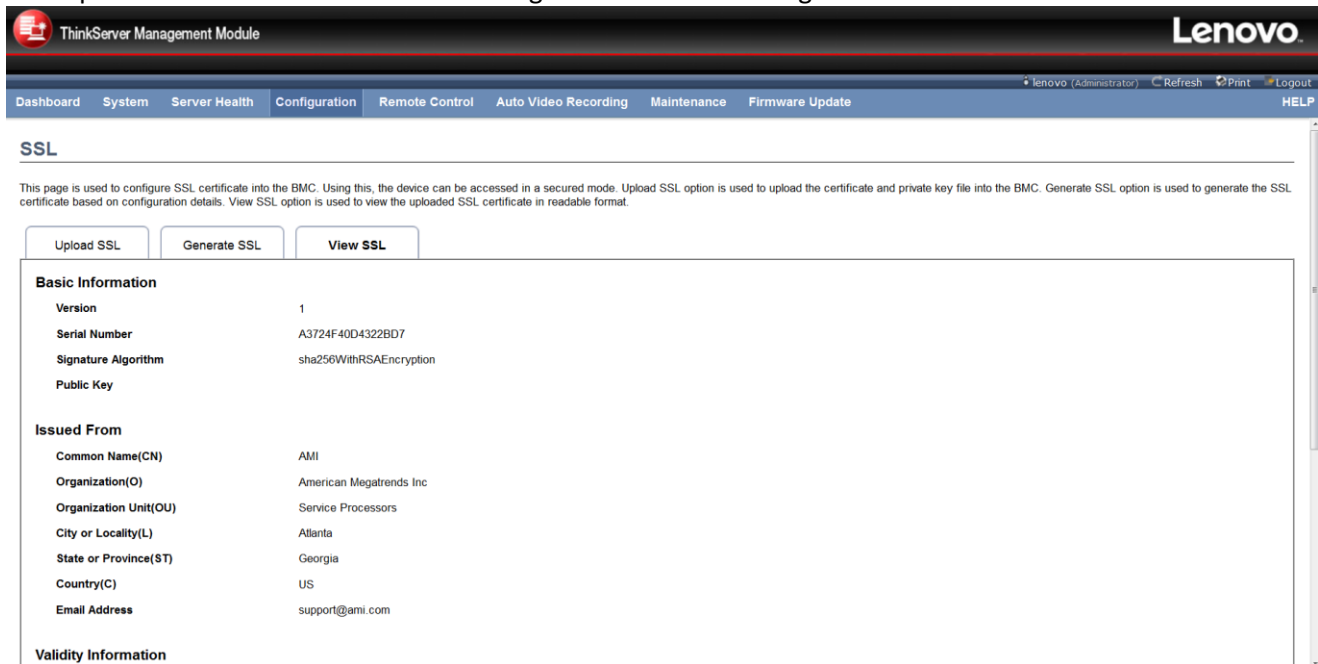 ThinkServer Management Module
Lenovo.
lenovo (Administrator) Refresh Print Logout
Dashboard System Server Health Configuration Remote Control Auto Video Recording Maintenance Firmware Update HELP
SSL
This page is used to configure SSL certificate into the BMC. Using this, the device can be accessed in a secured mode. Upload SSL option is used to upload the certificate and private key file into the BMC. Generate SSL option is used to generate the SSL
certificate based on configuration details. View SSL option is used to view the uploaded SSL certificate in readable format.
Upload SSL Generate SSL View SSL
Basic Information
Version 1
Serial Number A3724F40D4322BD7
Signature Algorithm sha256WithRSAEncryption
Public Key
Issued From
Common Name(CN) AMI
Organization(O) American Megatrends Inc
Organization Unit(OU) Service Processors
City or Locality(L) Atlanta
State or Province(ST) Georgia
Country(C) US
Email Address support@ami.com
Validity Information